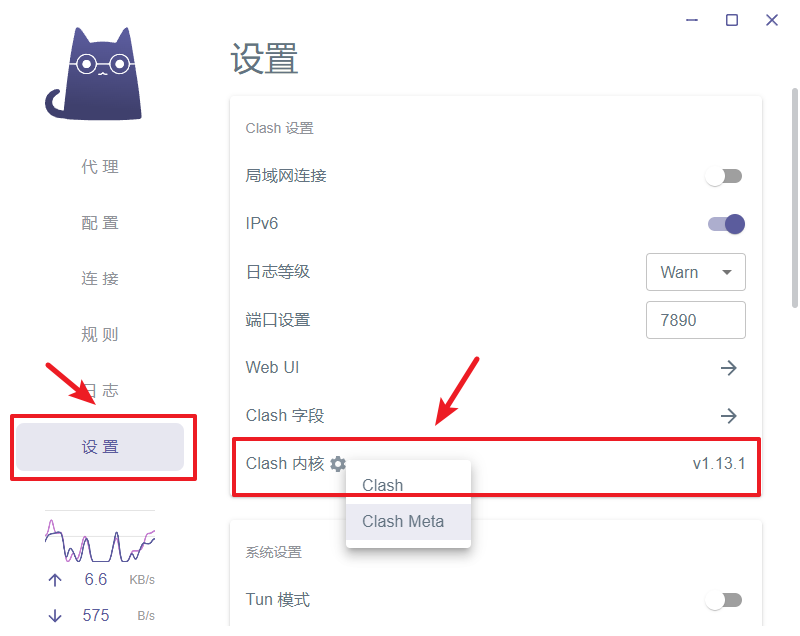 设置
代 理
配 置
连 接
规 则
日 志
设 置
6.6 KB/s
575 B/s
Clash 设置
局域网连接
IPv6
日志等级 Warn
端口设置 7890
Web UI
Clash 字段
Clash 内核 v1.13.1
Clash
Clash Meta
系统设置
Tun 模式